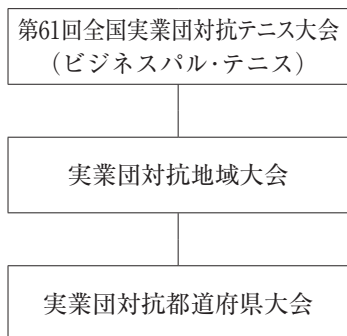 第61回全国実業団対抗テニス大会
（ビジネスパル・テニス）
実業団対抗地域大会
実業団対抗都道府県大会